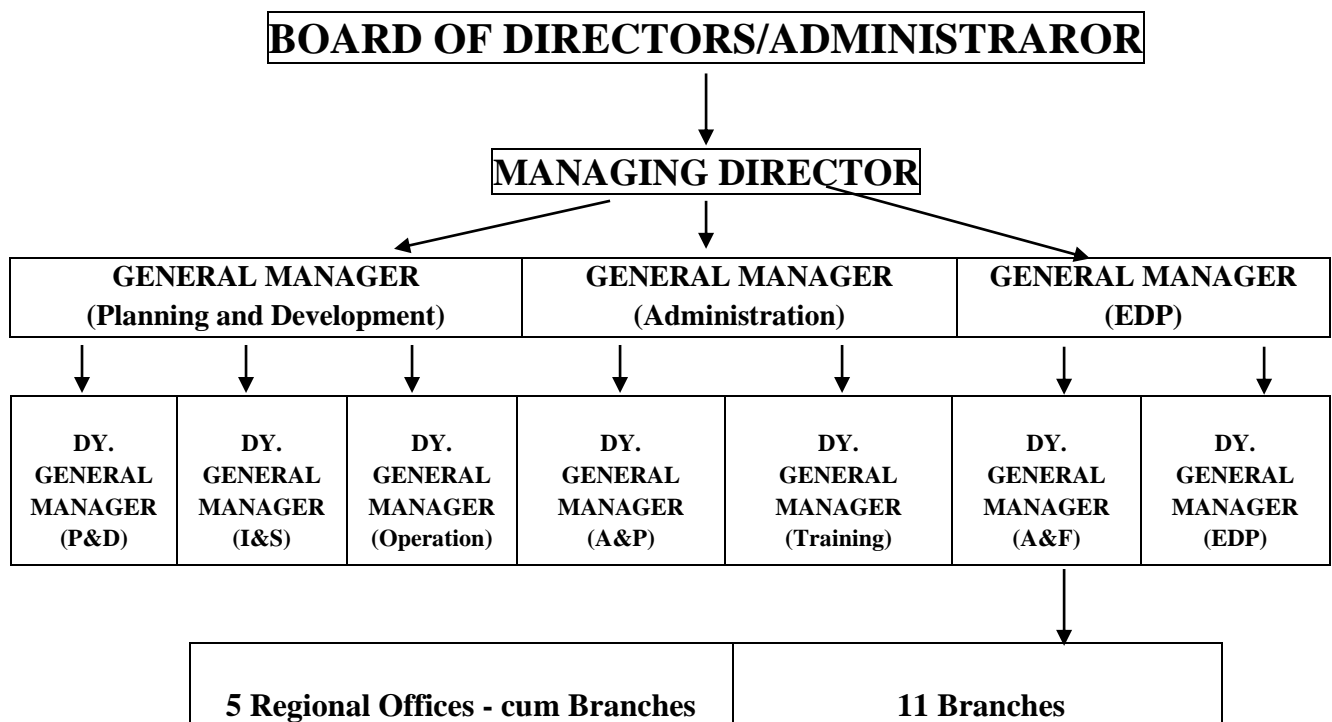 BOARD OF DIRECTORS/ADMINISTRAROR
MANAGING DIRECTOR
GENERAL MANAGER
(Planning and Development)
GENERAL MANAGER
(Administration)
GENERAL MANAGER
(EDP)
DY.
GENERAL
MANAGER
(P&D)
DY.
GENERAL
MANAGER
(I&S)
DY.
GENERAL
MANAGER
(Operation)
DY.
GENERAL
MANAGER
(A&P)
DY.
GENERAL
MANAGER
(Training)
DY.
GENERAL
MANAGER
(A&F)
DY.
GENERAL
MANAGER
(EDP)
5 Regional Offices - cum Branches
11 Branches